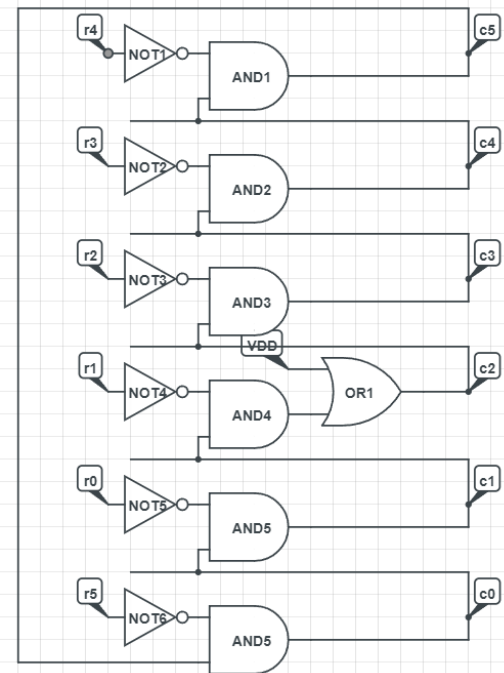 r4
NOT1
AND1
c5
r3
NOT2
AND2
c4
r2
NOT3
AND3
c3
VDD
r1
NOT4
AND4
OR1
c2
r0
NOT5
AND5
c1
r5
NOT6
AND5
c0